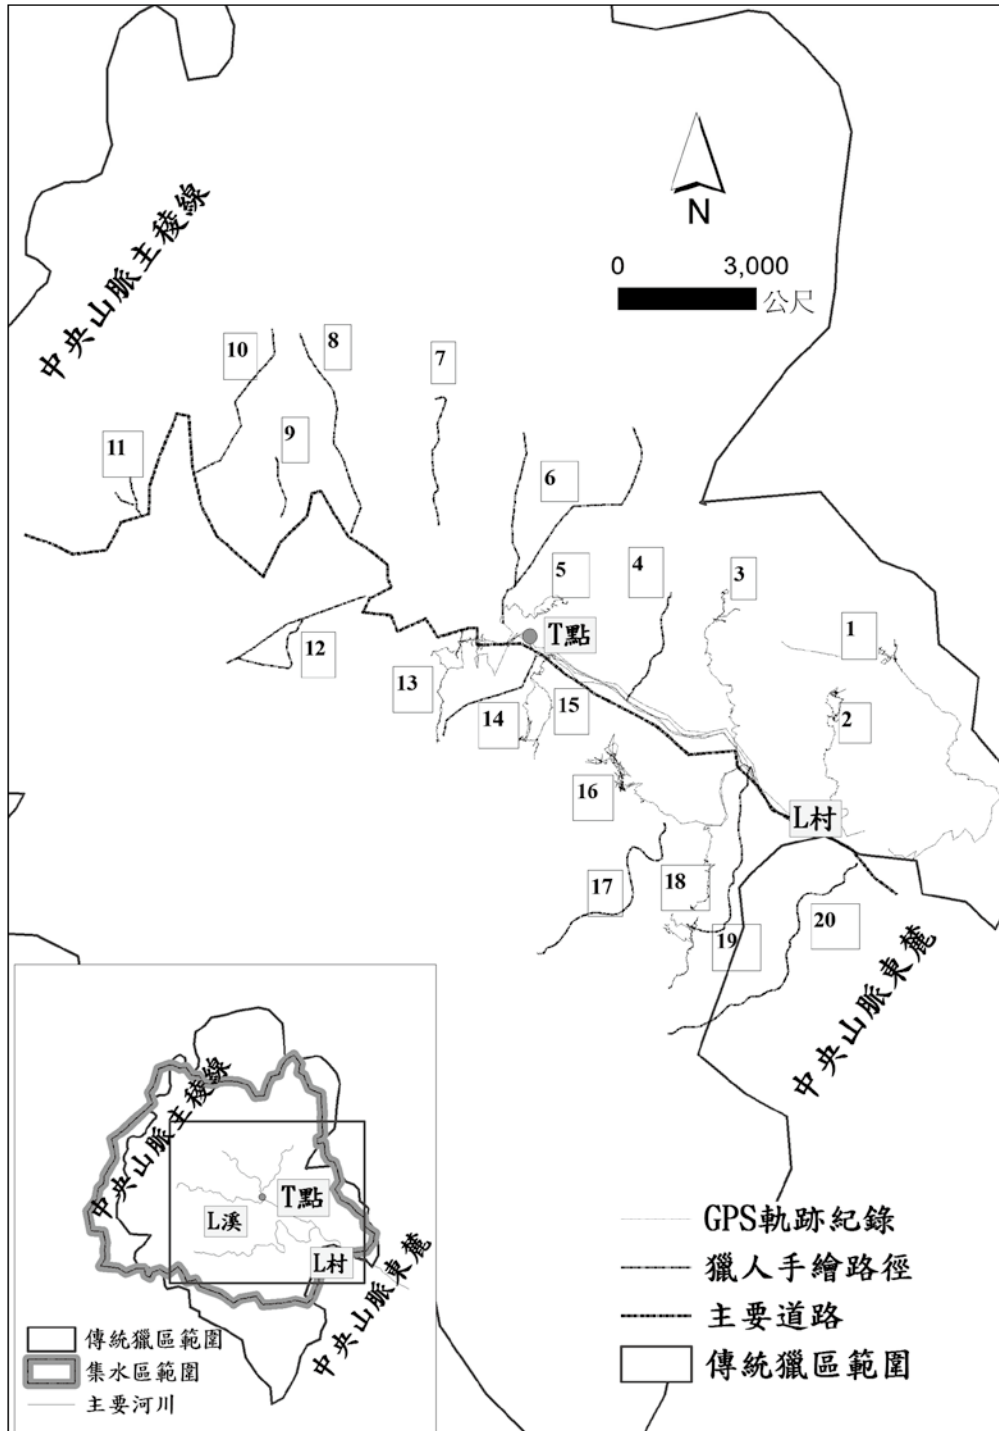 中央山脈主稜線
N
0 3,000
公尺
10
8
7
11
9
6
5
4
3
1
T點
12
13
14
15
2
16
L村
17
18
19
20
中央山脈東麓
中央山脈主稜線
T點
L溪
L村
中央山脈東麓
傳統獵區範圍
集水區範圍
主要河川
GPS軌跡紀錄
獵人手繪路徑
主要道路
傳統獵區範圍